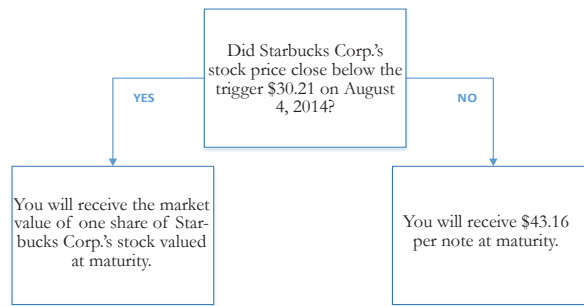 Did Starbucks Corp.'s
stock price close below the
trigger $30.21 on August
4, 2014?
YES
NO
You will receive the market
value of one share of Star-
bucks Corp.'s stock valued
at maturity.
You will receive $43.16
per note at maturity.